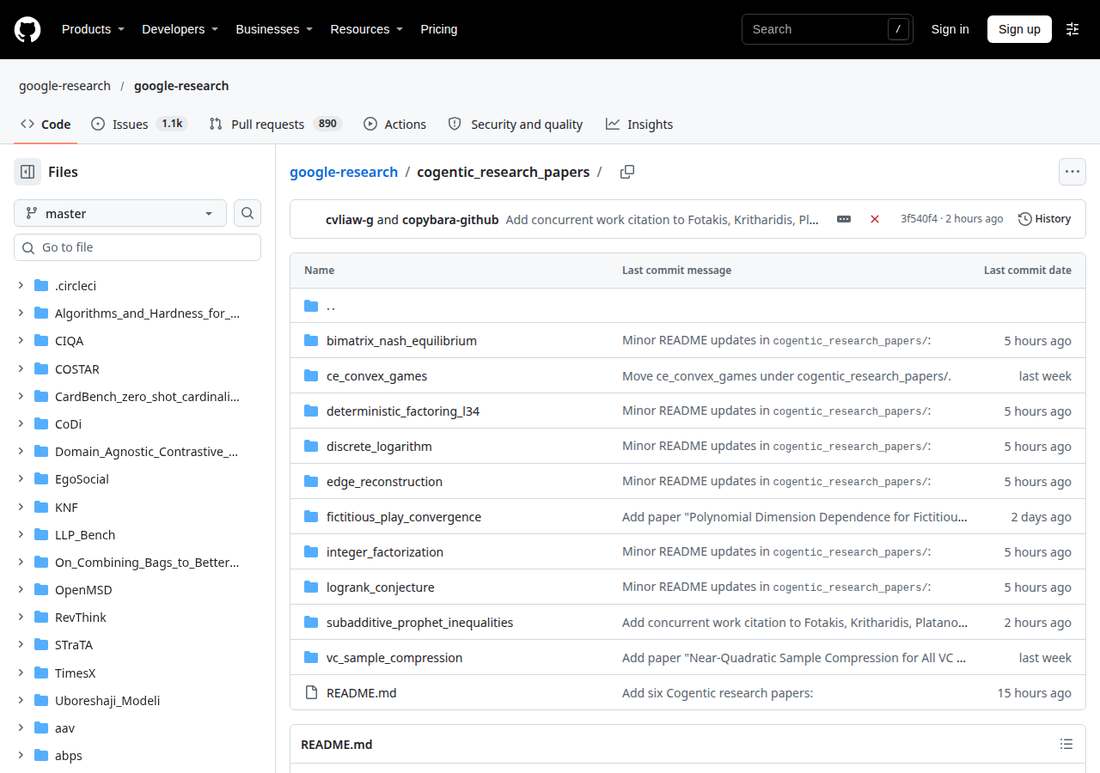 Products Developers Businesses Resources Pricing Search / Sign in Sign up
google-research / google-research
Code Issues 1.1k Pull requests 890 Actions Security and quality Insights
Files
master
Go to file
.circleci
Algorithms_and_Hardness_for_...
CIQA
COSTAR
CardBench_zero_shot_cardinali...
CoDi
Domain_Agnostic_Contrastive_...
EgoSocial
KNF
LLP_Bench
On_Combining_Bags_to_Better...
OpenMSD
RevThink
STraTA
TimesX
Uboreshaji_Modeli
aav
abps
google-research / cogentic_research_papers /
cvliaw-g and copybara-github Add concurrent work citation to Fotakis, Kritharidis, Pl... 3f540f4 · 2 hours ago History
Name Last commit message Last commit date
..
bimatrix_nash_equilibrium Minor README updates in cogentic_research_papers/: 5 hours ago
ce_convex_games Move ce_convex_games under cogentic_research_papers/. last week
deterministic_factoring_l34 Minor README updates in cogentic_research_papers/: 5 hours ago
discrete_logarithm Minor README updates in cogentic_research_papers/: 5 hours ago
edge_reconstruction Minor README updates in cogentic_research_papers/: 5 hours ago
fictitious_play_convergence Add paper "Polynomial Dimension Dependence for Fictitiou... 2 days ago
integer_factorization Minor README updates in cogentic_research_papers/: 5 hours ago
logrank_conjecture Minor README updates in cogentic_research_papers/: 5 hours ago
subadditive_prophet_inequalities Add concurrent work citation to Fotakis, Kritharidis, Platano... 2 hours ago
vc_sample_compression Add paper "Near-Quadratic Sample Compression for All VC ... last week
README.md Add six Cogentic research papers: 15 hours ago
README.md